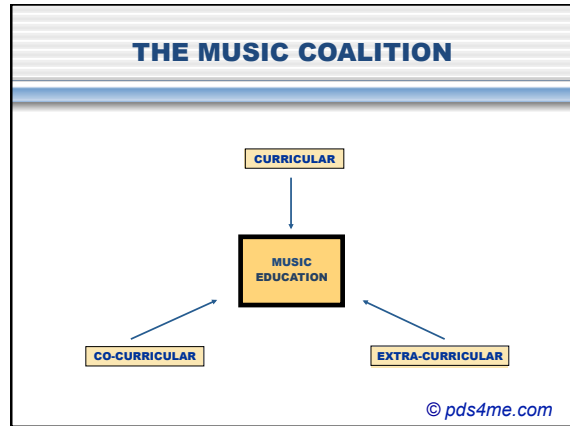 THE MUSIC COALITION
CURRICULAR
MUSIC
EDUCATION
CO-CURRICULAR
EXTRA-CURRICULAR
© pds4me.com